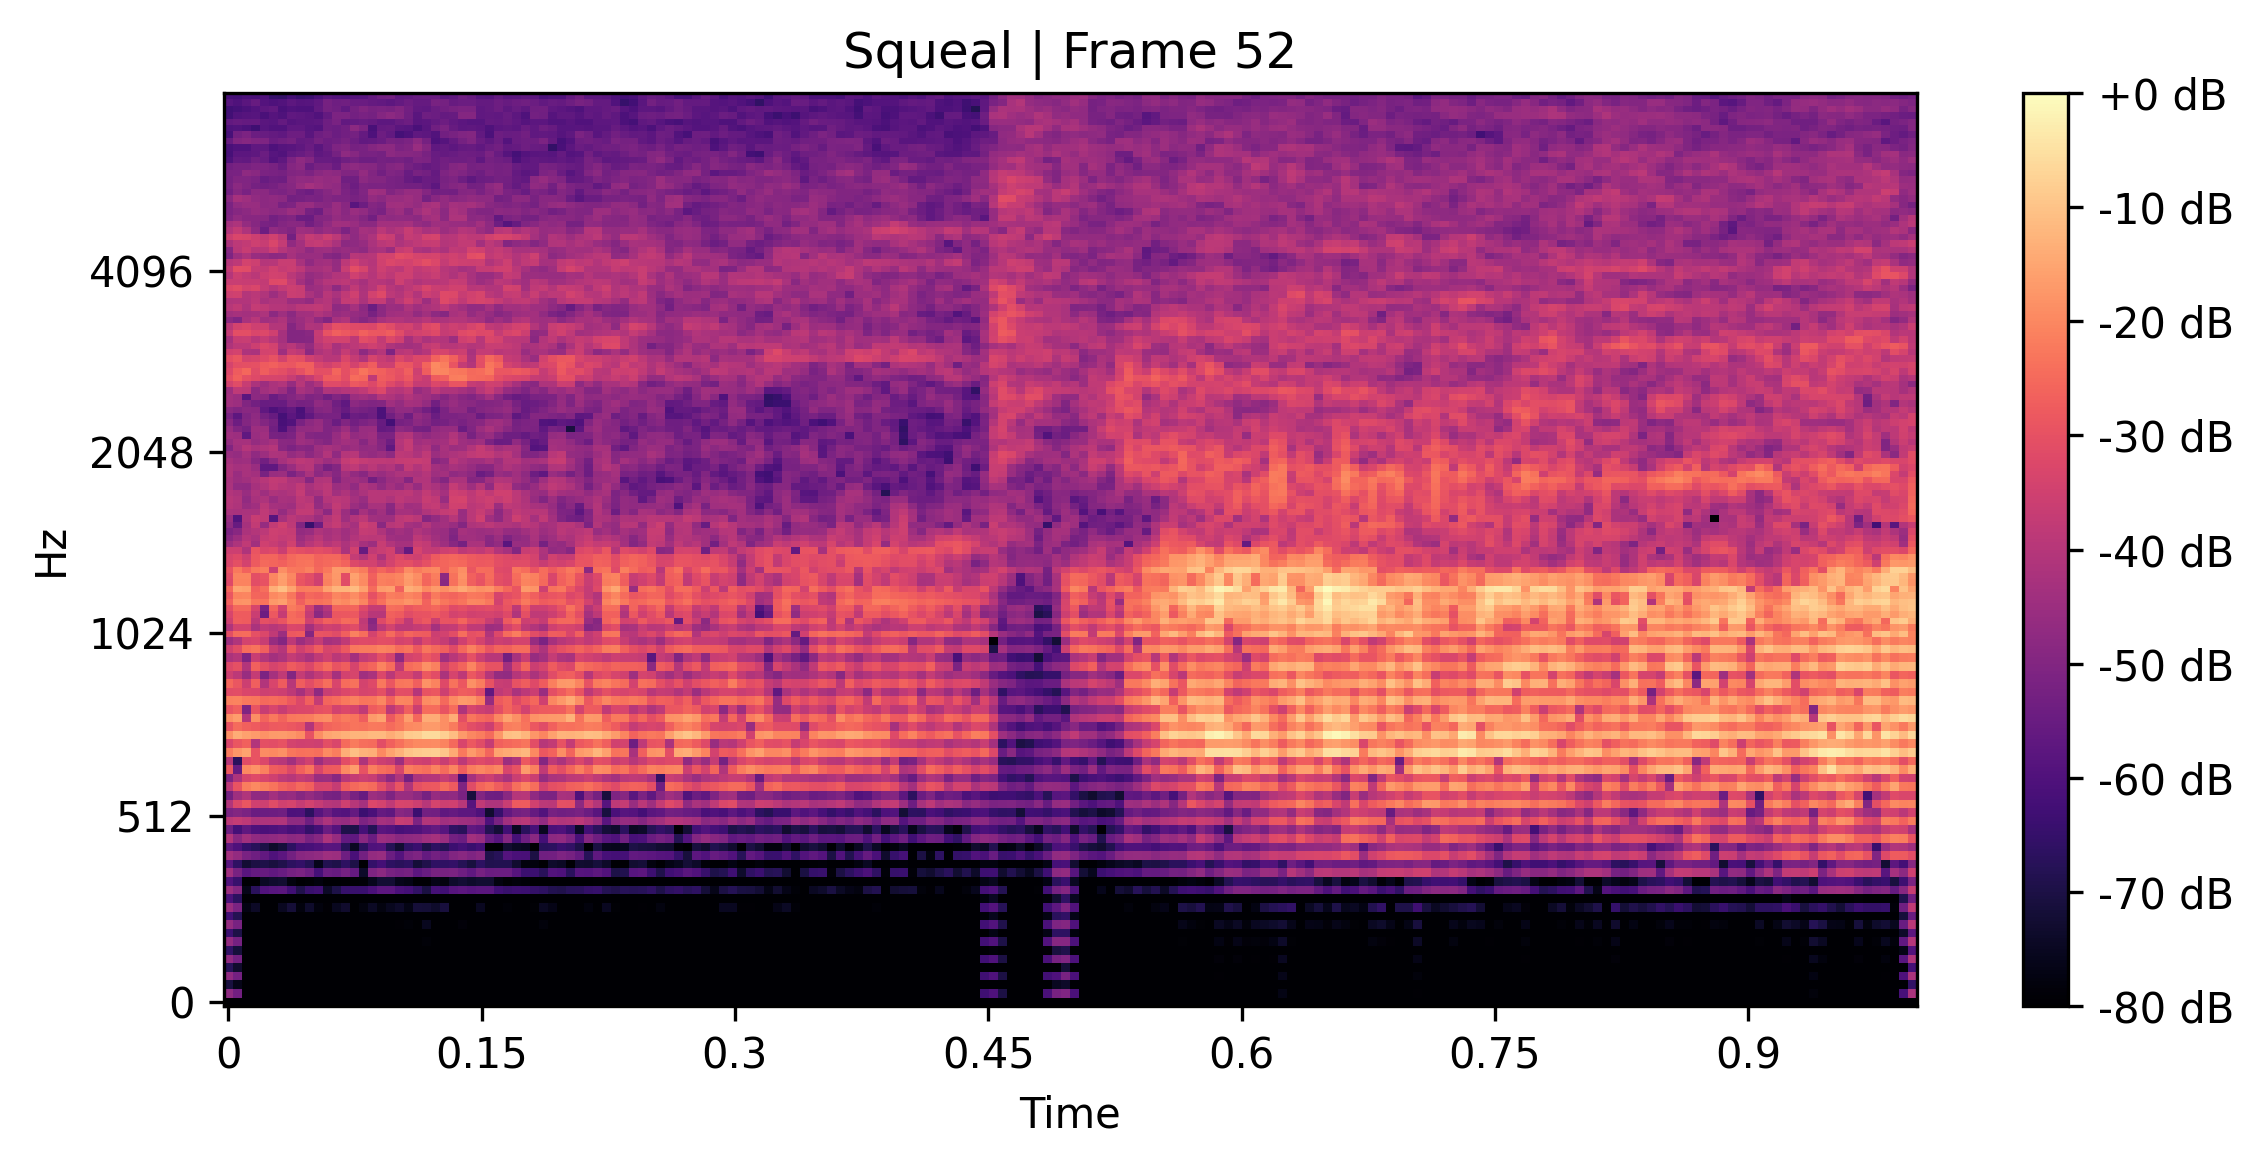 Squeal | Frame 52
+0 dB
-10 dB
-20 dB
-30 dB
-40 dB
-50 dB
-60 dB
-70 dB
-80 dB
Hz
4096
2048
1024
512
0
0 0.15 0.3 0.45 0.6 0.75 0.9
Time